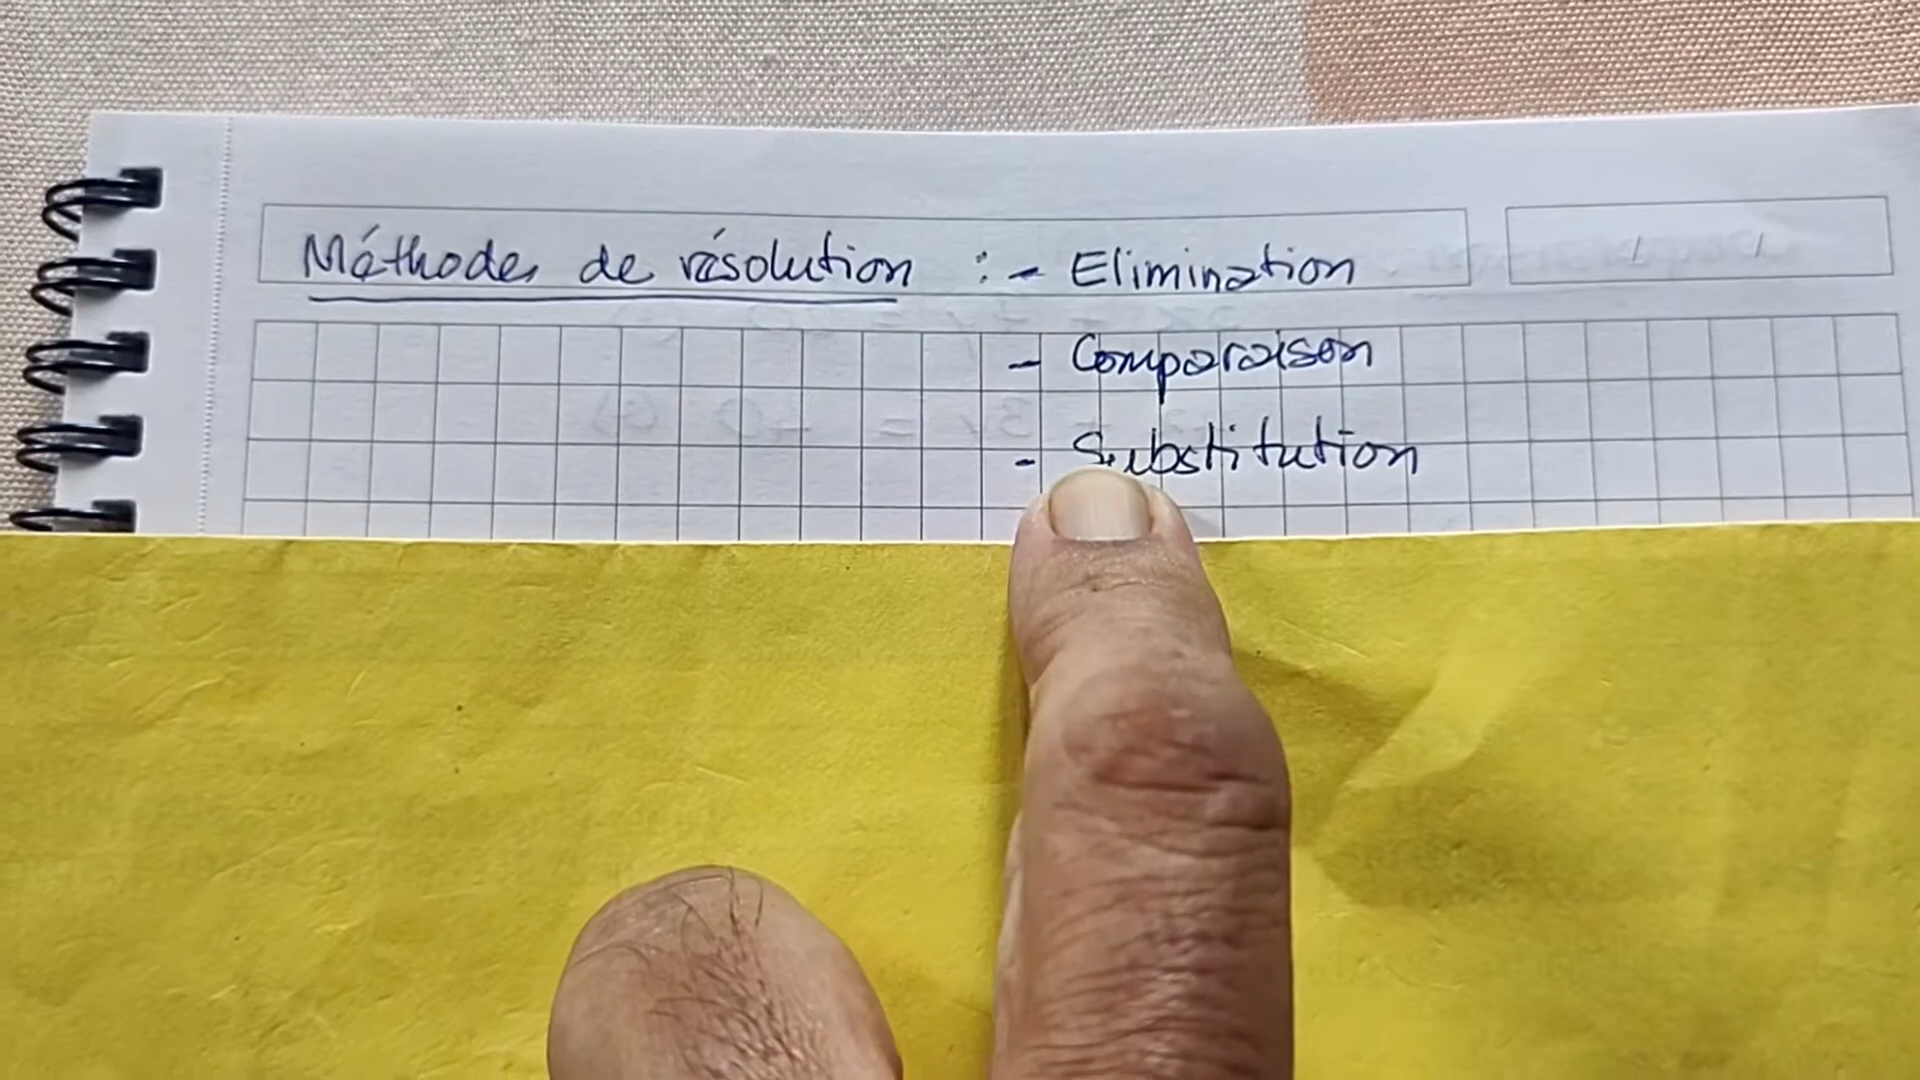 Méthodes de résolution : - Elimination
- Comparaison
- Substitution